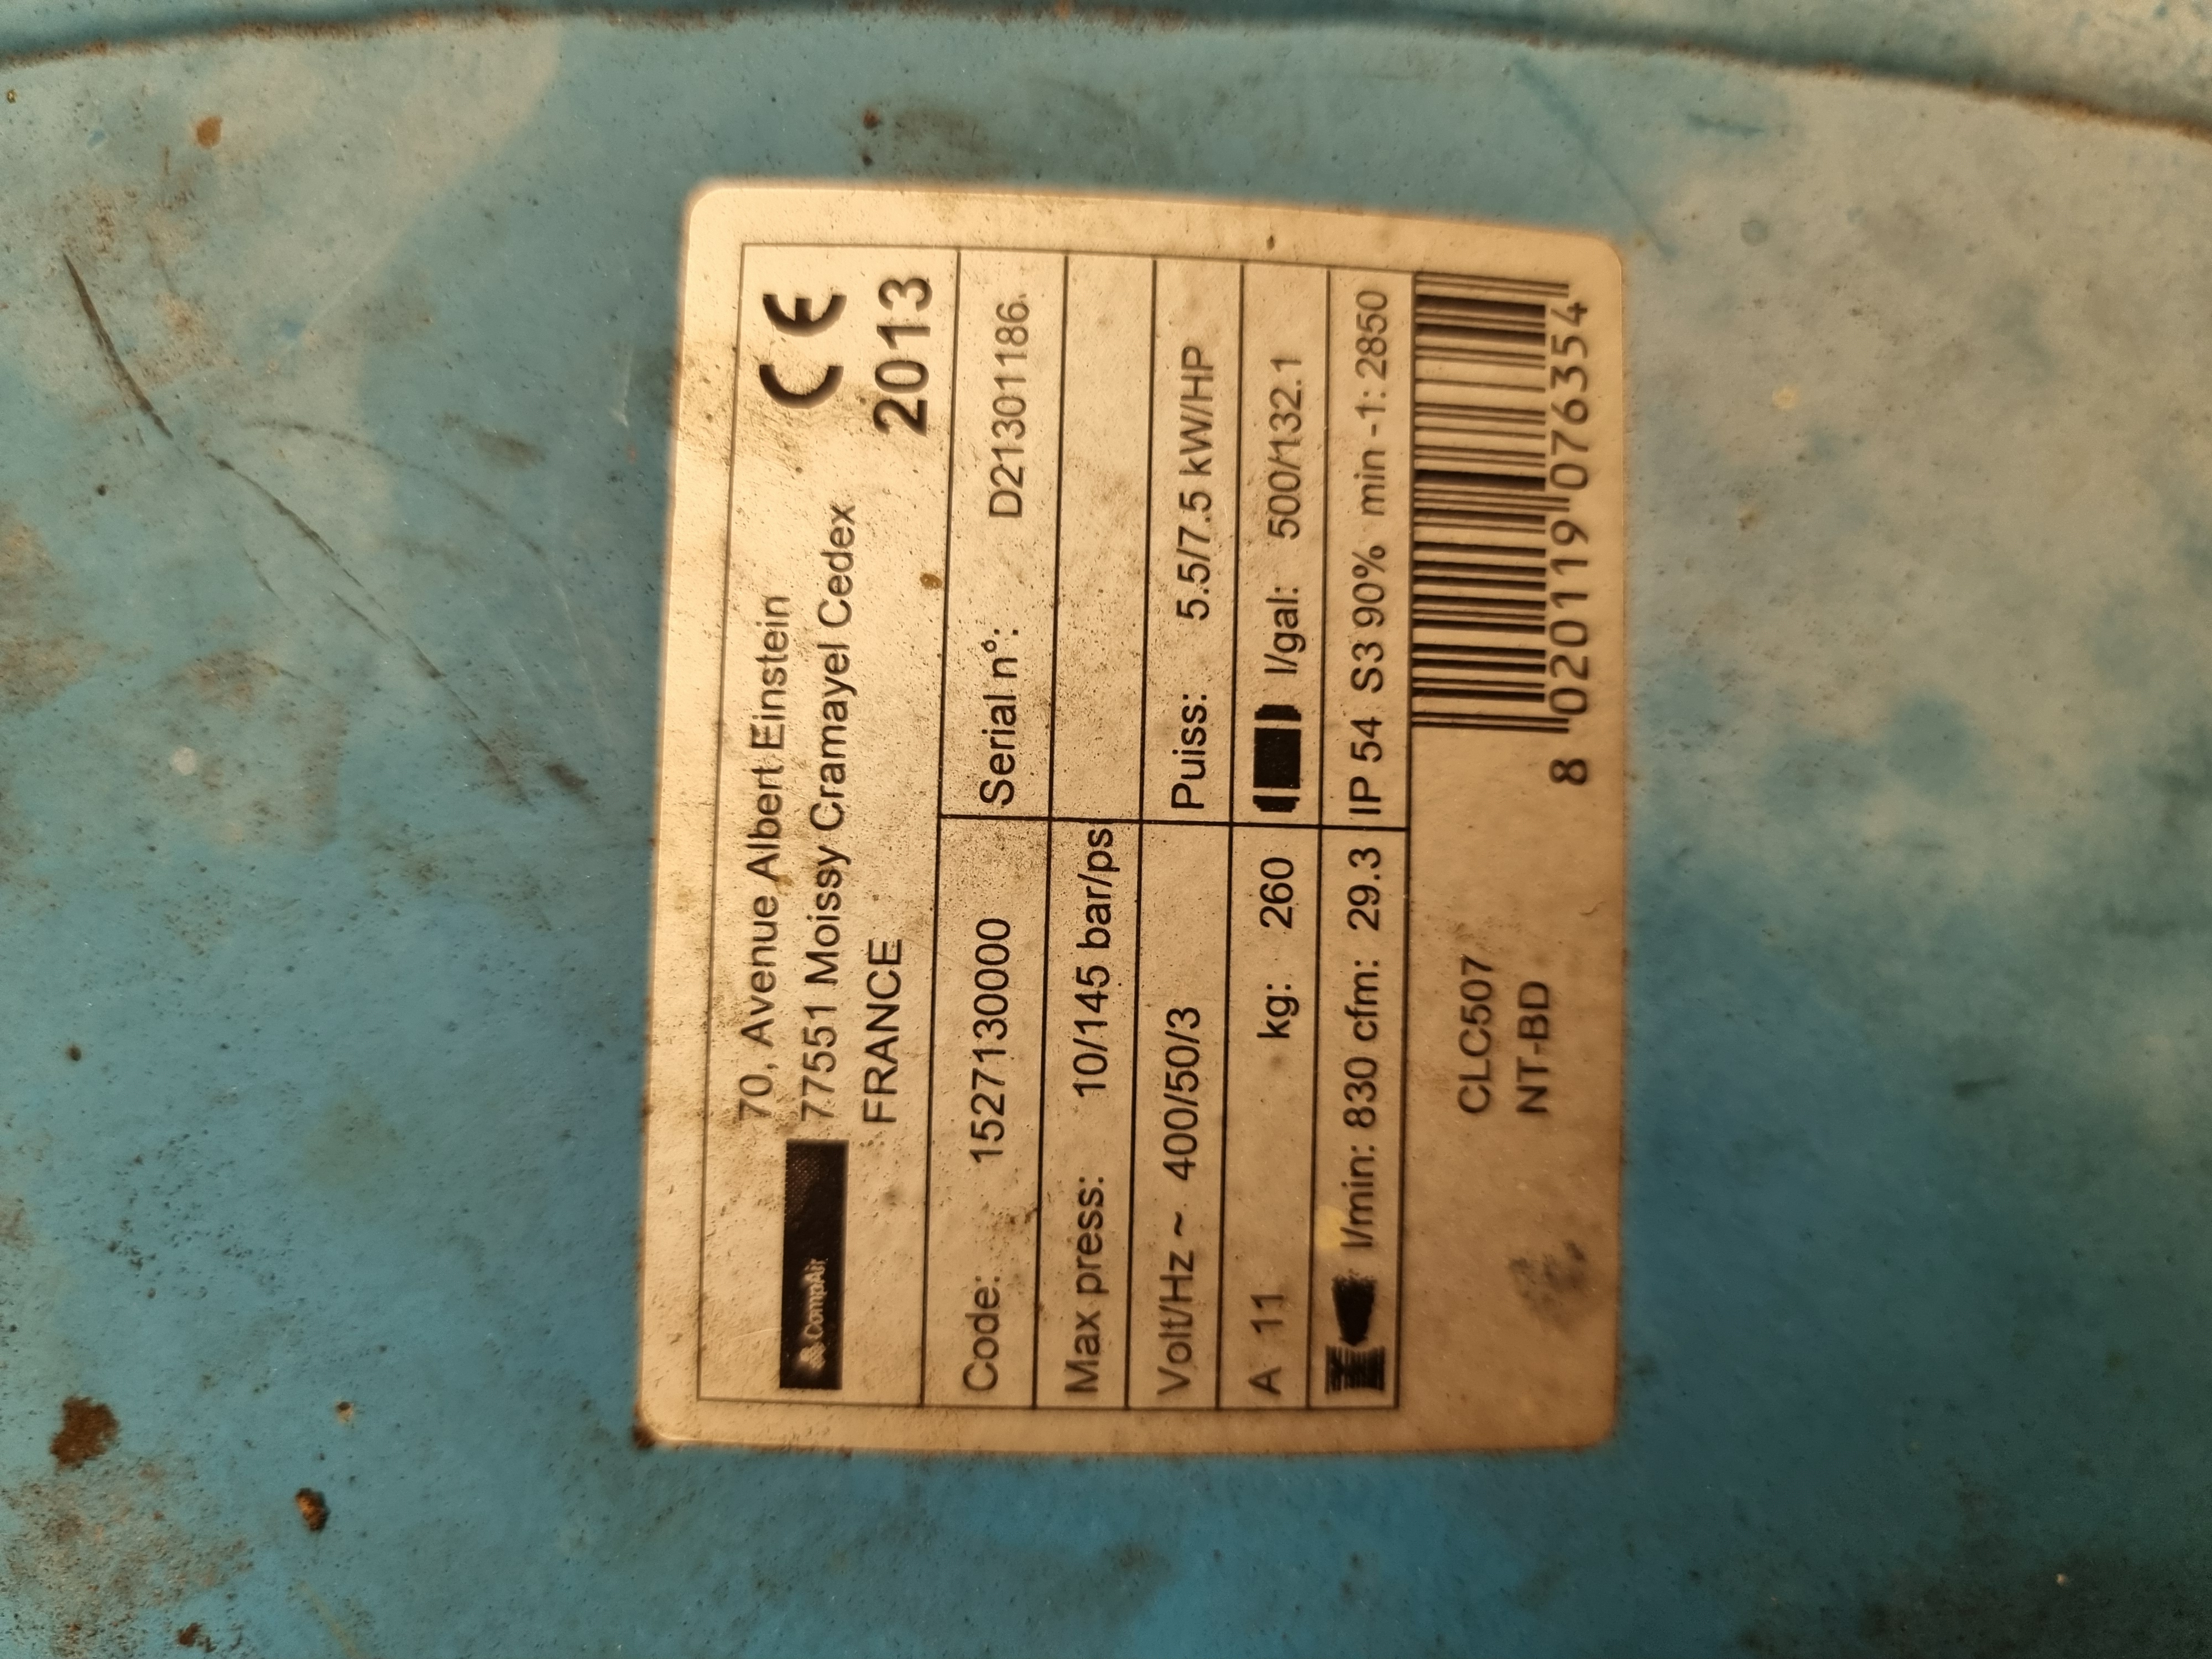 CompAir
70, Avenue Albert Einstein
77551 Moissy Cramayel Cedex
FRANCE
CE
2013
Code: 1527130000 Serial n°: D21301186.
Max press: 10/145 bar/ps
Volt/Hz ~ 400/50/3 Puiss: 5.5/7.5 kW/HP
A 11 kg: 260 l/gal: 500/132.1
l/min: 830 cfm: 29.3 IP 54 S3 90% min -1: 2850
CLC507
NT-BD
8 020119 076354